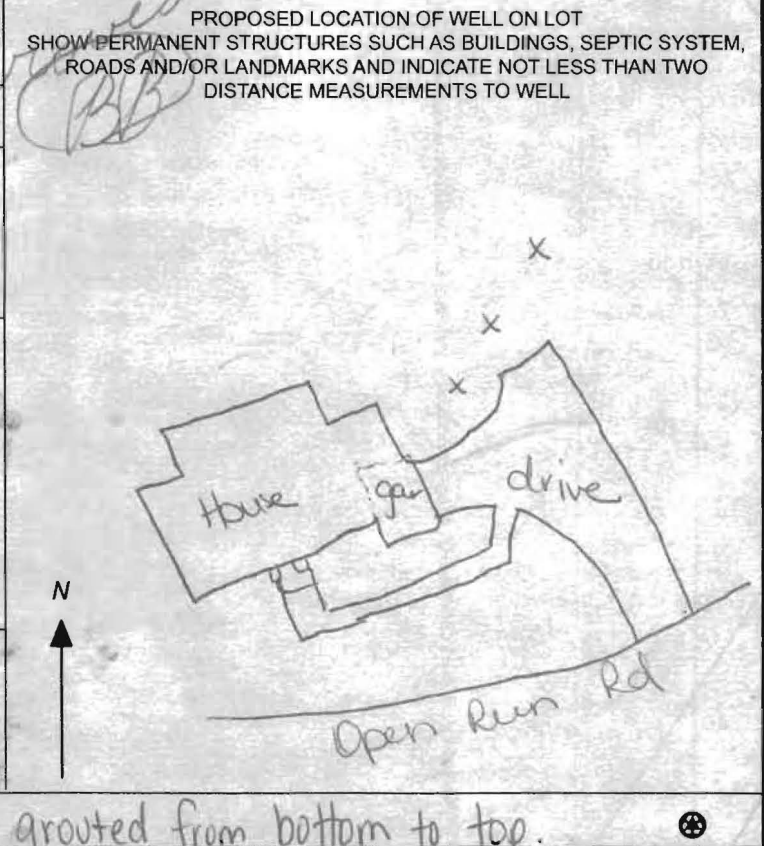 PROPOSED LOCATION OF WELL ON LOT
SHOW PERMANENT STRUCTURES SUCH AS BUILDINGS, SEPTIC SYSTEM,
ROADS AND/OR LANDMARKS AND INDICATE NOT LESS THAN TWO
DISTANCE MEASUREMENTS TO WELL
BB
x
x
x
House
gar
drive
N
Open Run Rd
grouted from bottom to top.